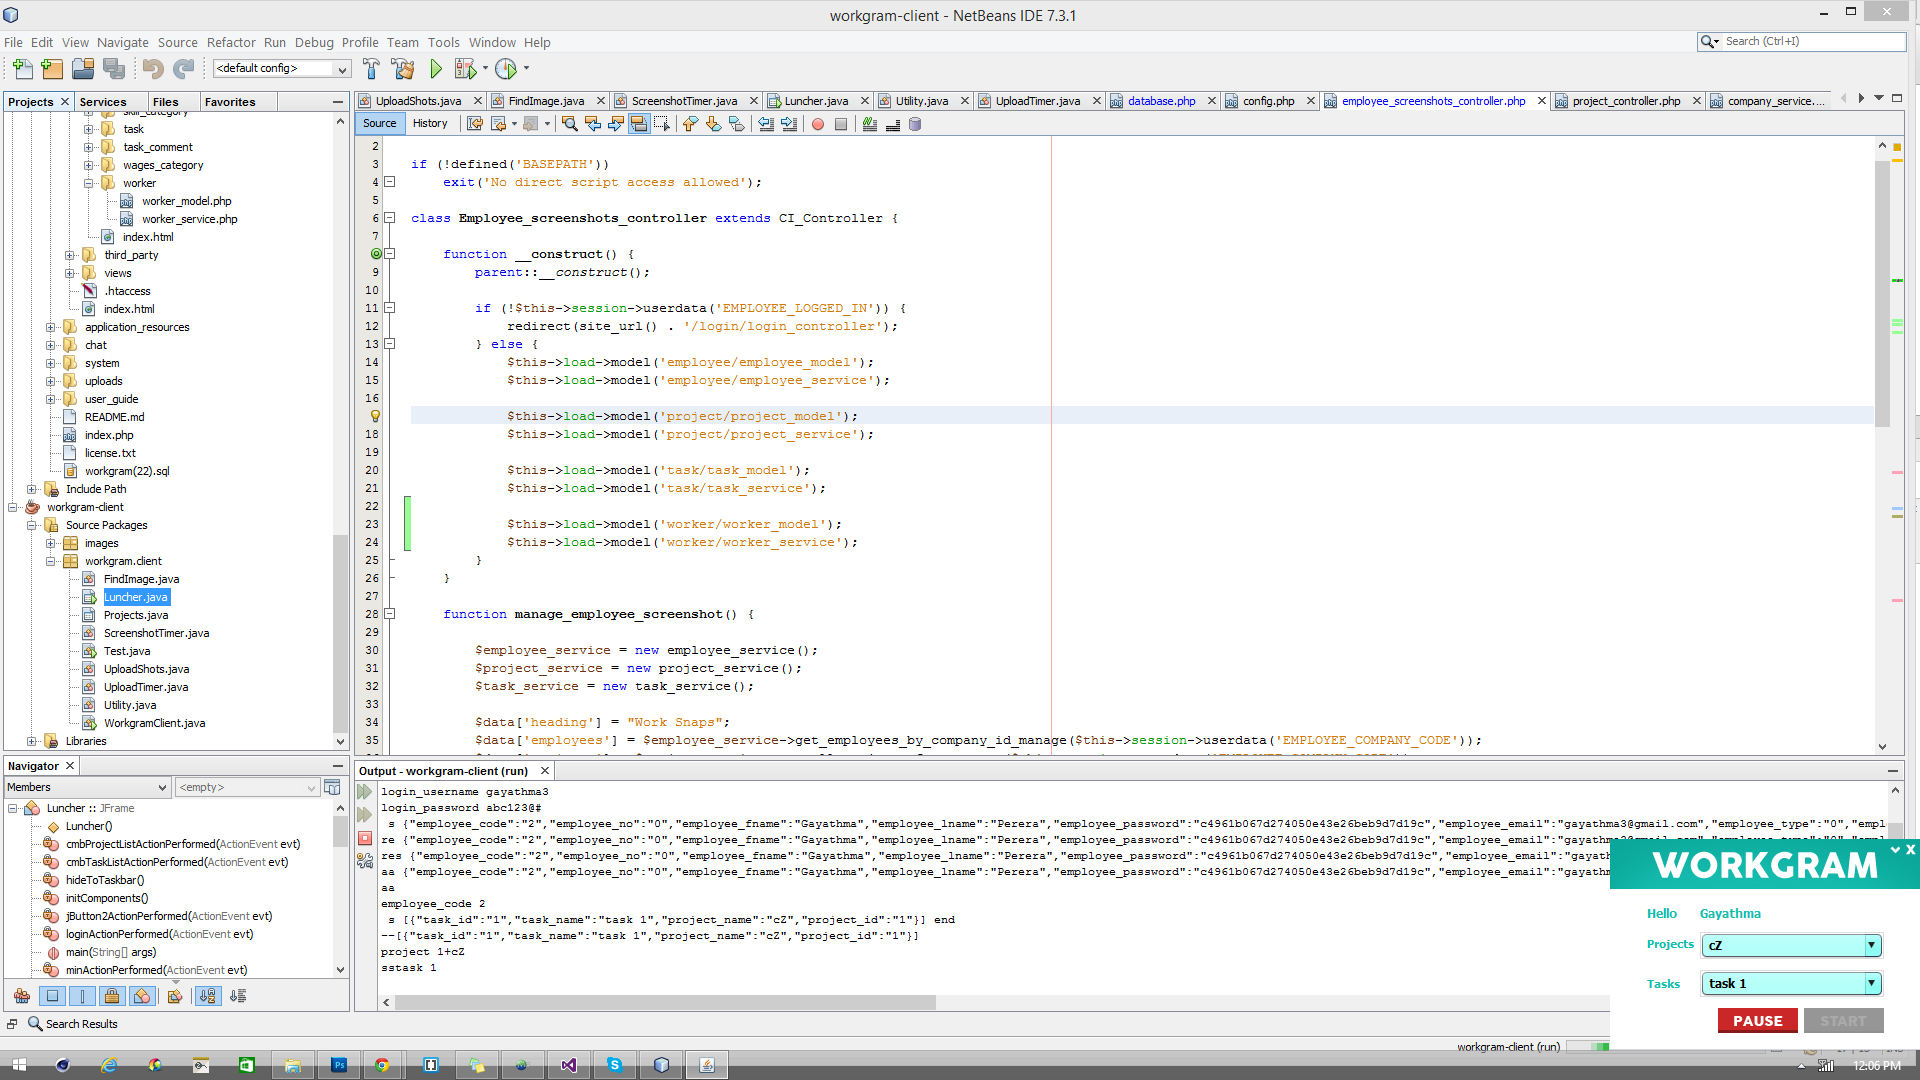 workgram-client - NetBeans IDE 7.3.1
File Edit View Navigate Source Refactor Run Debug Profile Team Tools Window Help
Search (Ctrl+I)
<default config>
Projects Services Files Favorites
UploadShots.java FindImage.java ScreenshotTimer.java Luncher.java Utility.java UploadTimer.java database.php config.php employee_screenshots_controller.php project_controller.php company_service....
Source History
skill_category
task
task_comment
wages_category
worker
worker_model.php
worker_service.php
index.html
third_party
views
.htaccess
index.html
application_resources
chat
system
uploads
user_guide
README.md
index.php
license.txt
workgram(22).sql
Include Path
workgram-client
Source Packages
images
workgram.client
FindImage.java
Luncher.java
Projects.java
ScreenshotTimer.java
Test.java
UploadShots.java
UploadTimer.java
Utility.java
WorkgramClient.java
Libraries
2
3 if (!defined('BASEPATH'))
4 exit('No direct script access allowed');
5
6 class Employee_screenshots_controller extends CI_Controller {
7
function __construct() {
9 parent::__construct();
10
11 if (!$this->session->userdata('EMPLOYEE_LOGGED_IN')) {
12 redirect(site_url() . '/login/login_controller');
13 } else {
14 $this->load->model('employee/employee_model');
15 $this->load->model('employee/employee_service');
16
$this->load->model('project/project_model');
18 $this->load->model('project/project_service');
19
20 $this->load->model('task/task_model');
21 $this->load->model('task/task_service');
22
23 $this->load->model('worker/worker_model');
24 $this->load->model('worker/worker_service');
25 }
26 }
27
28 function manage_employee_screenshot() {
29
30 $employee_service = new employee_service();
31 $project_service = new project_service();
32 $task_service = new task_service();
33
34 $data['heading'] = "Work Snaps";
35 $data['employees'] = $employee_service->get_employees_by_company_id_manage($this->session->userdata('EMPLOYEE_COMPANY_CODE'));
Navigator
Members <empty>
Luncher :: JFrame
Luncher()
cmbProjectListActionPerformed(ActionEvent evt)
cmbTaskListActionPerformed(ActionEvent evt)
hideToTaskbar()
initComponents()
jButton2ActionPerformed(ActionEvent evt)
loginActionPerformed(ActionEvent evt)
main(String[] args)
minActionPerformed(ActionEvent evt)
Output - workgram-client (run)
login_username gayathma3
login_password abc123@#
s {"employee_code":"2","employee_no":"0","employee_fname":"Gayathma","employee_lname":"Perera","employee_password":"c4961b067d274050e43e26beb9d7d19c","employee_email":"gayathma3@gmail.com","employee_type":"0","empl
re {"employee_code":"2","employee_no":"0","employee_fname":"Gayathma","employee_lname":"Perera","employee_password":"c4961b067d274050e43e26beb9d7d19c","employee_email":"gayathma3@gmail.com","employee_type":"0","empl
res {"employee_code":"2","employee_no":"0","employee_fname":"Gayathma","employee_lname":"Perera","employee_password":"c4961b067d274050e43e26beb9d7d19c","employee_email":"gayath
aa {"employee_code":"2","employee_no":"0","employee_fname":"Gayathma","employee_lname":"Perera","employee_password":"c4961b067d274050e43e26beb9d7d19c","employee_email":"gayathm
aa
employee_code 2
s [{"task_id":"1","task_name":"task 1","project_name":"cZ","project_id":"1"}] end
--[{"task_id":"1","task_name":"task 1","project_name":"cZ","project_id":"1"}]
project 1+cZ
sstask 1
WORKGRAM X
Hello Gayathma
Projects cZ
Tasks task 1
PAUSE START
Search Results
workgram-client (run)
12:06 PM